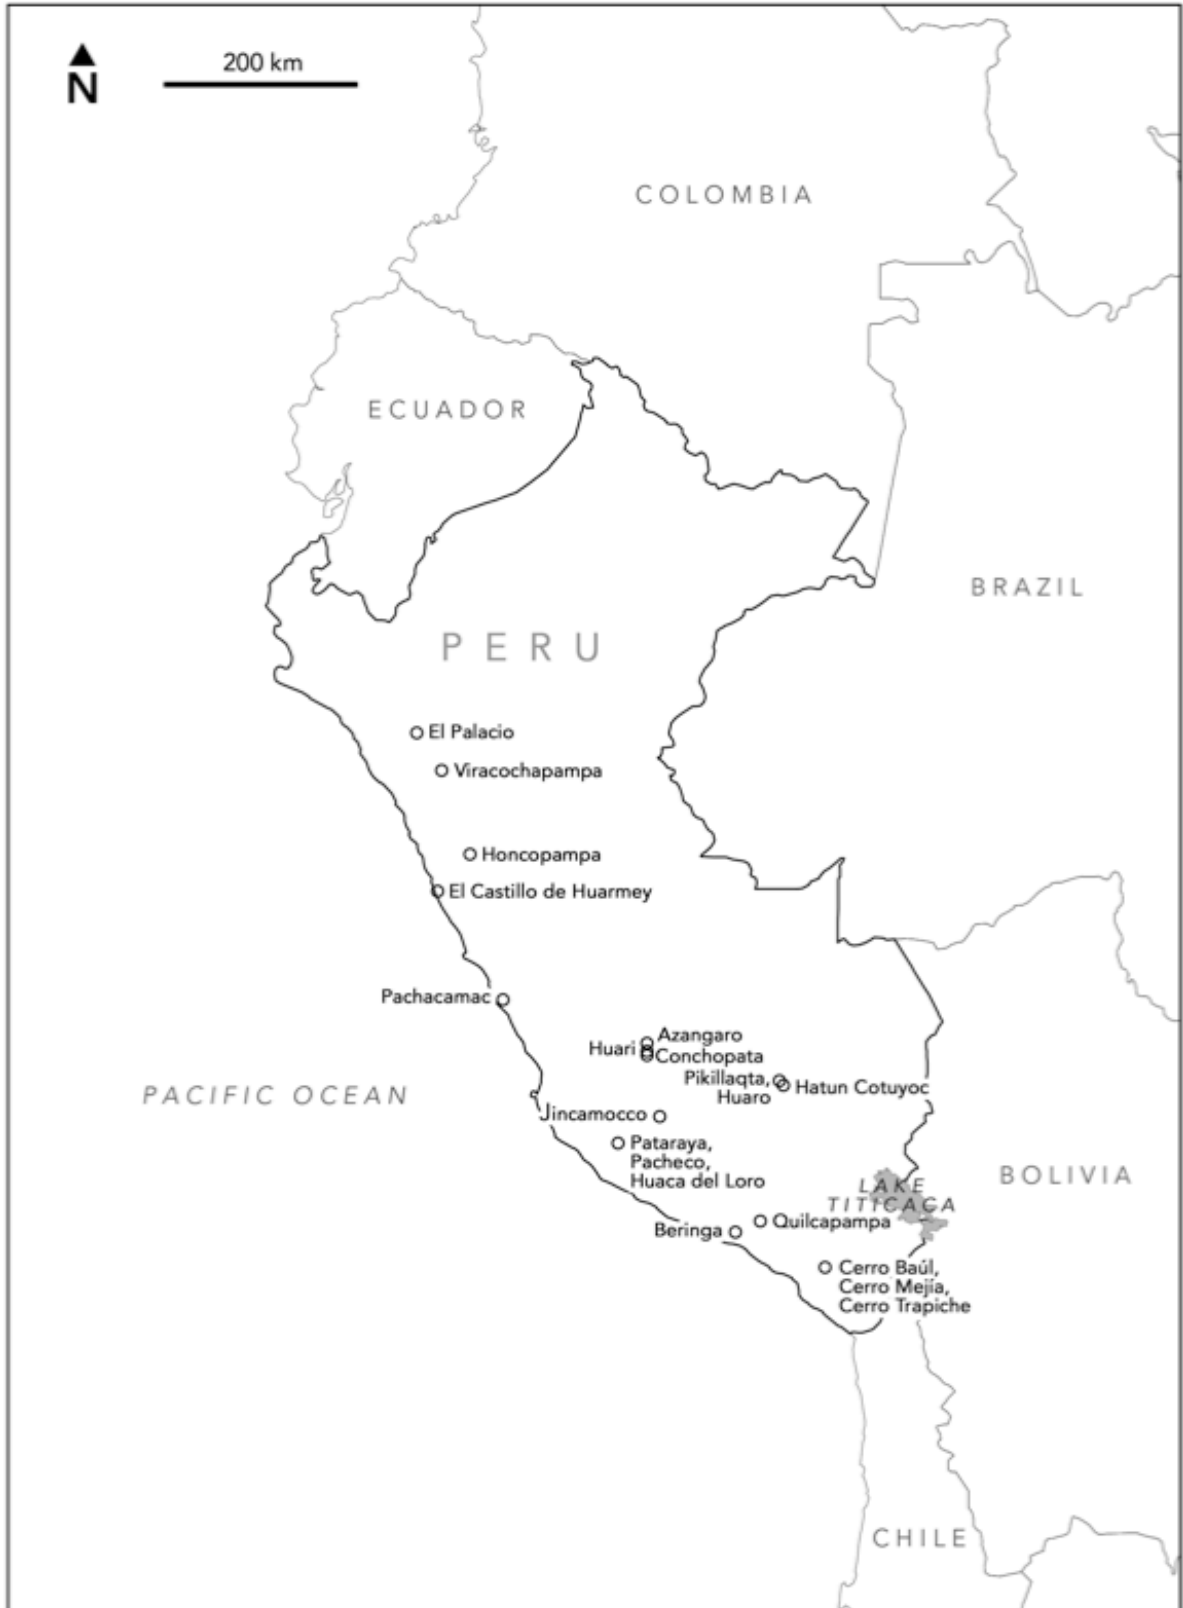 200 km
N
COLOMBIA
ECUADOR
BRAZIL
PERU
El Palacio
Viracochapampa
Honcopampa
El Castillo de Huarmey
Pachacamac
Azangaro
Huari
Conchopata
Pikillaqta,
Huaro
Hatun Cotuyoc
PACIFIC OCEAN
Jincamocco
Pataraya,
Pacheco,
Huaca del Loro
BOLIVIA
LAKE
TITICACA
Quilcapampa
Beringa
Cerro Baúl,
Cerro Mejía,
Cerro Trapiche
CHILE